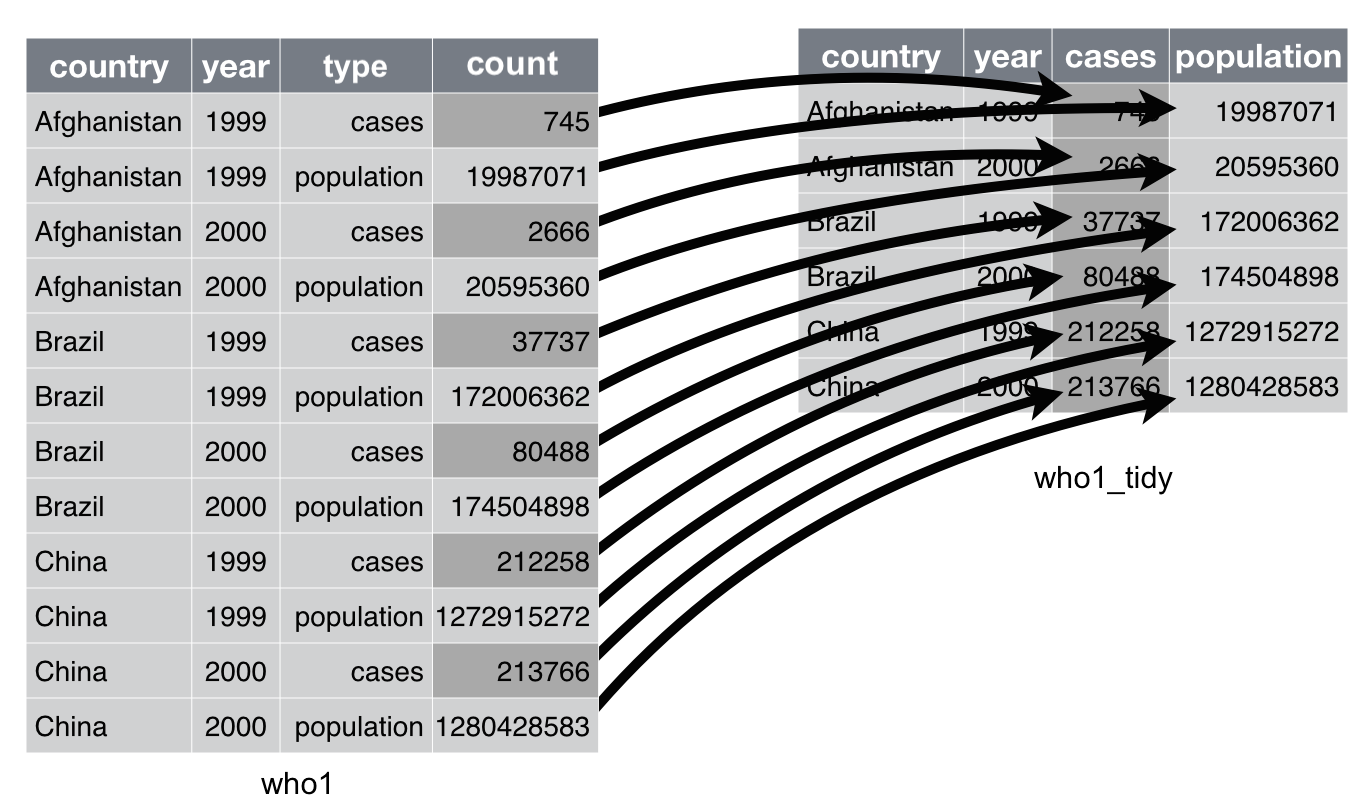 country year type count
Afghanistan 1999 cases 745
Afghanistan 1999 population 19987071
Afghanistan 2000 cases 2666
Afghanistan 2000 population 20595360
Brazil 1999 cases 37737
Brazil 1999 population 172006362
Brazil 2000 cases 80488
Brazil 2000 population 174504898
China 1999 cases 212258
China 1999 population 1272915272
China 2000 cases 213766
China 2000 population 1280428583
who1
country year cases population
Afghanistan 1999 745 19987071
Afghanistan 2000 2666 20595360
Brazil 1999 37737 172006362
Brazil 2000 80488 174504898
China 1999 212258 1272915272
China 2000 213766 1280428583
who1_tidy